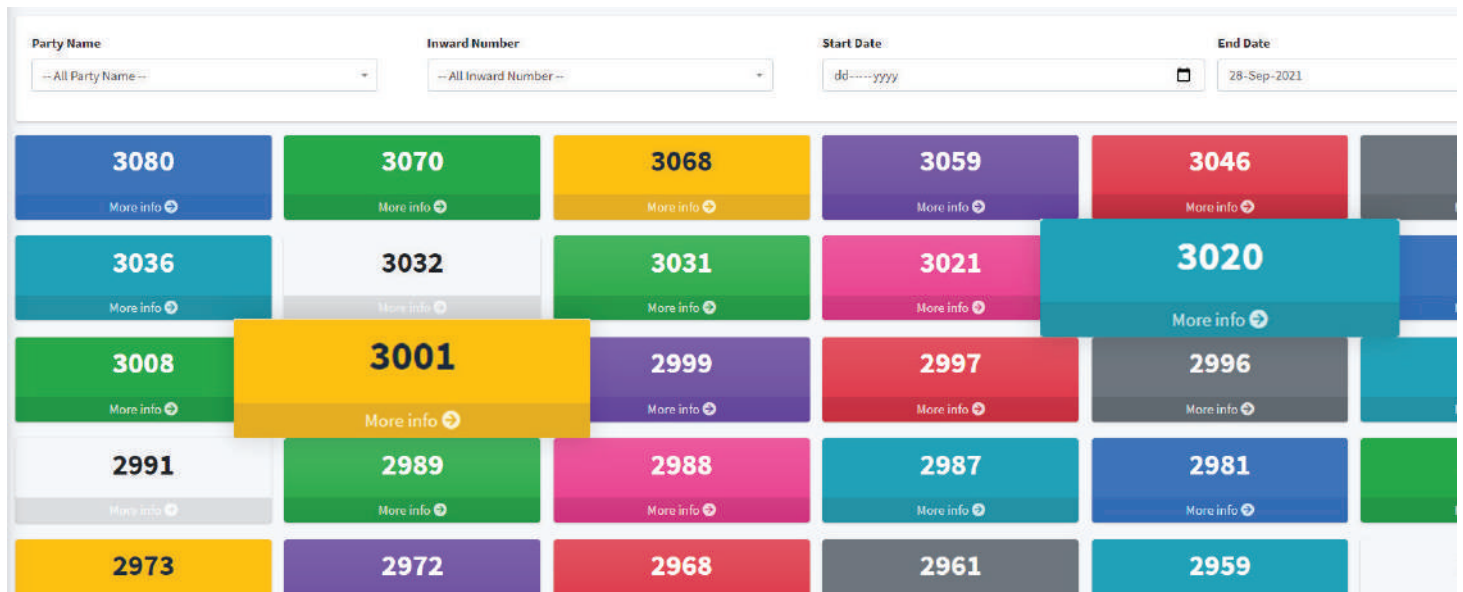 Party Name Inward Number Start Date End Date
-- All Party Name -- -- All Inward Number -- dd-----yyyy 28-Sep-2021
3080 3070 3068 3059 3046
More info More info More info More info More info
3036 3032 3031 3021 3020
More info More info More info More info More info
3008 3001 2999 2997 2996
More info More info More info More info More info
2991 2989 2988 2987 2981
More info More info More info More info More info
2973 2972 2968 2961 2959